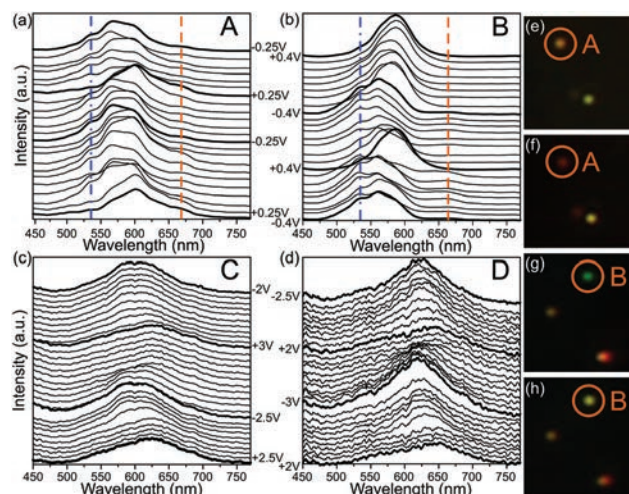 (a)
A
-0.25V
+0.25V
-0.25V
+0.25V
Intensity (a.u.)
450 500 550 600 650 700 750
Wavelength (nm)
(b)
B
+0.4V
-0.4V
+0.4V
-0.4V
450 500 550 600 650 700 750
Wavelength (nm)
(c)
C
-2V
+3V
-2.5V
+2.5V
Intensity (a.u.)
450 500 550 600 650 700 750
Wavelength (nm)
(d)
D
-2.5V
+2V
-3V
+2V
450 500 550 600 650 700 750
Wavelength (nm)
(e)
A
(f)
A
(g)
B
(h)
B